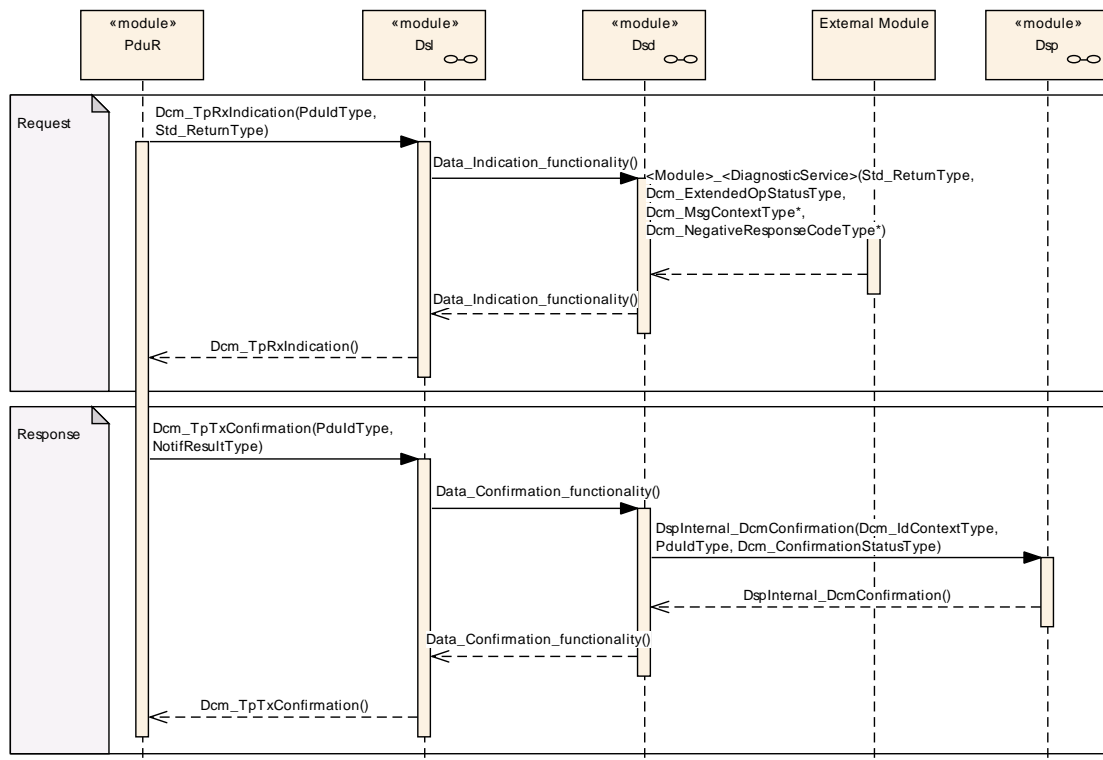 «module»
PduR
«module»
Dsl
«module»
Dsd
External Module
«module»
Dsp
Request
Dcm_TpRxIndication(PduIdType,
Std_ReturnType)
Data_Indication_functionality()
<Module>_<DiagnosticService>(Std_ReturnType,
Dcm_ExtendedOpStatusType,
Dcm_MsgContextType*,
Dcm_NegativeResponseCodeType*)
Data_Indication_functionality()
Dcm_TpRxIndication()
Response
Dcm_TpTxConfirmation(PduIdType,
NotifResultType)
Data_Confirmation_functionality()
DspInternal_DcmConfirmation(Dcm_IdContextType,
PduIdType, Dcm_ConfirmationStatusType)
DspInternal_DcmConfirmation()
Data_Confirmation_functionality()
Dcm_TpTxConfirmation()